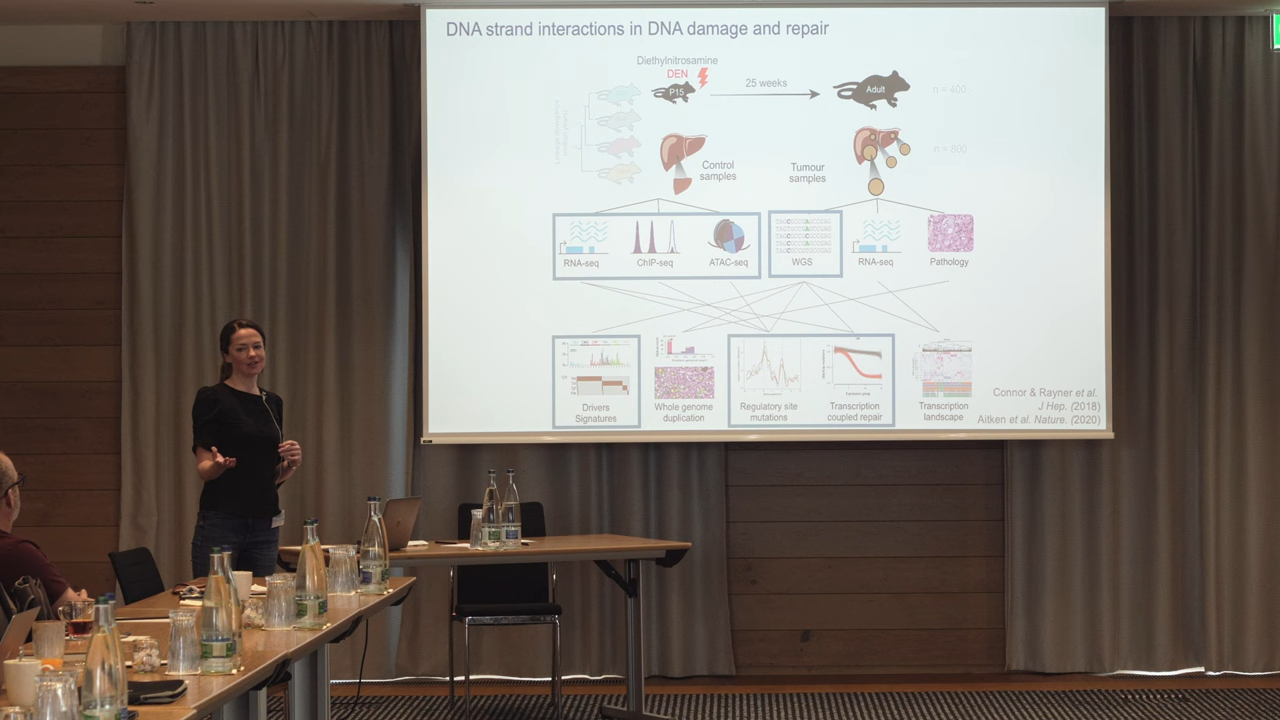 DNA strand interactions in DNA damage and repair
Diethylnitrosamine
DEN
P15
25 weeks
Adult
n = 400
n = 800
Control
samples
Tumour
samples
RNA-seq
ChIP-seq
ATAC-seq
WGS
RNA-seq
Pathology
Drivers
Signatures
Whole genome
duplication
Regulatory site
mutations
Transcription
coupled repair
Transcription
landscape
Connor & Rayner et al.
J Hep. (2018)
Aitken et al. Nature. (2020)